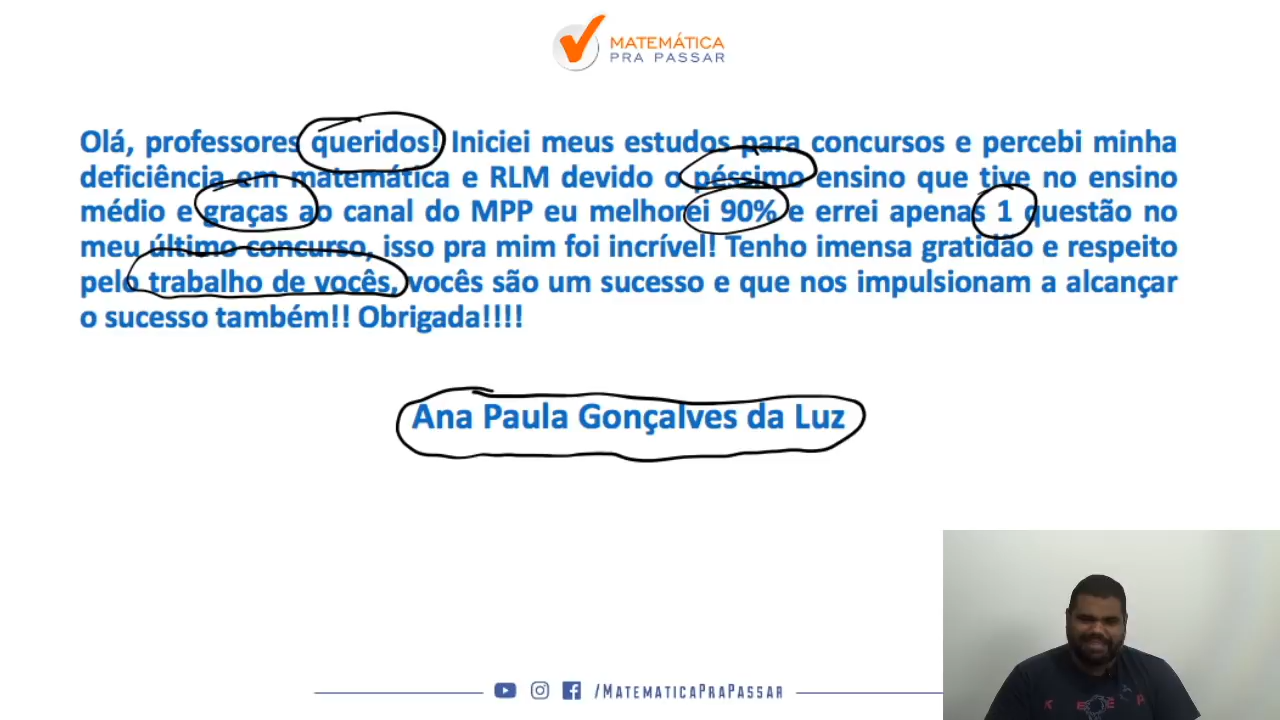 MATEMÁTICA
PRA PASSAR
Olá, professores queridos! Iniciei meus estudos para concursos e percebi minha
deficiência em matemática e RLM devido o péssimo ensino que tive no ensino
médio e graças ao canal do MPP eu melhorei 90% e errei apenas 1 questão no
meu último concurso, isso pra mim foi incrível! Tenho imensa gratidão e respeito
pelo trabalho de vocês, vocês são um sucesso e que nos impulsionam a alcançar
o sucesso também!! Obrigada!!!!
Ana Paula Gonçalves da Luz
/MatematicaPraPassar